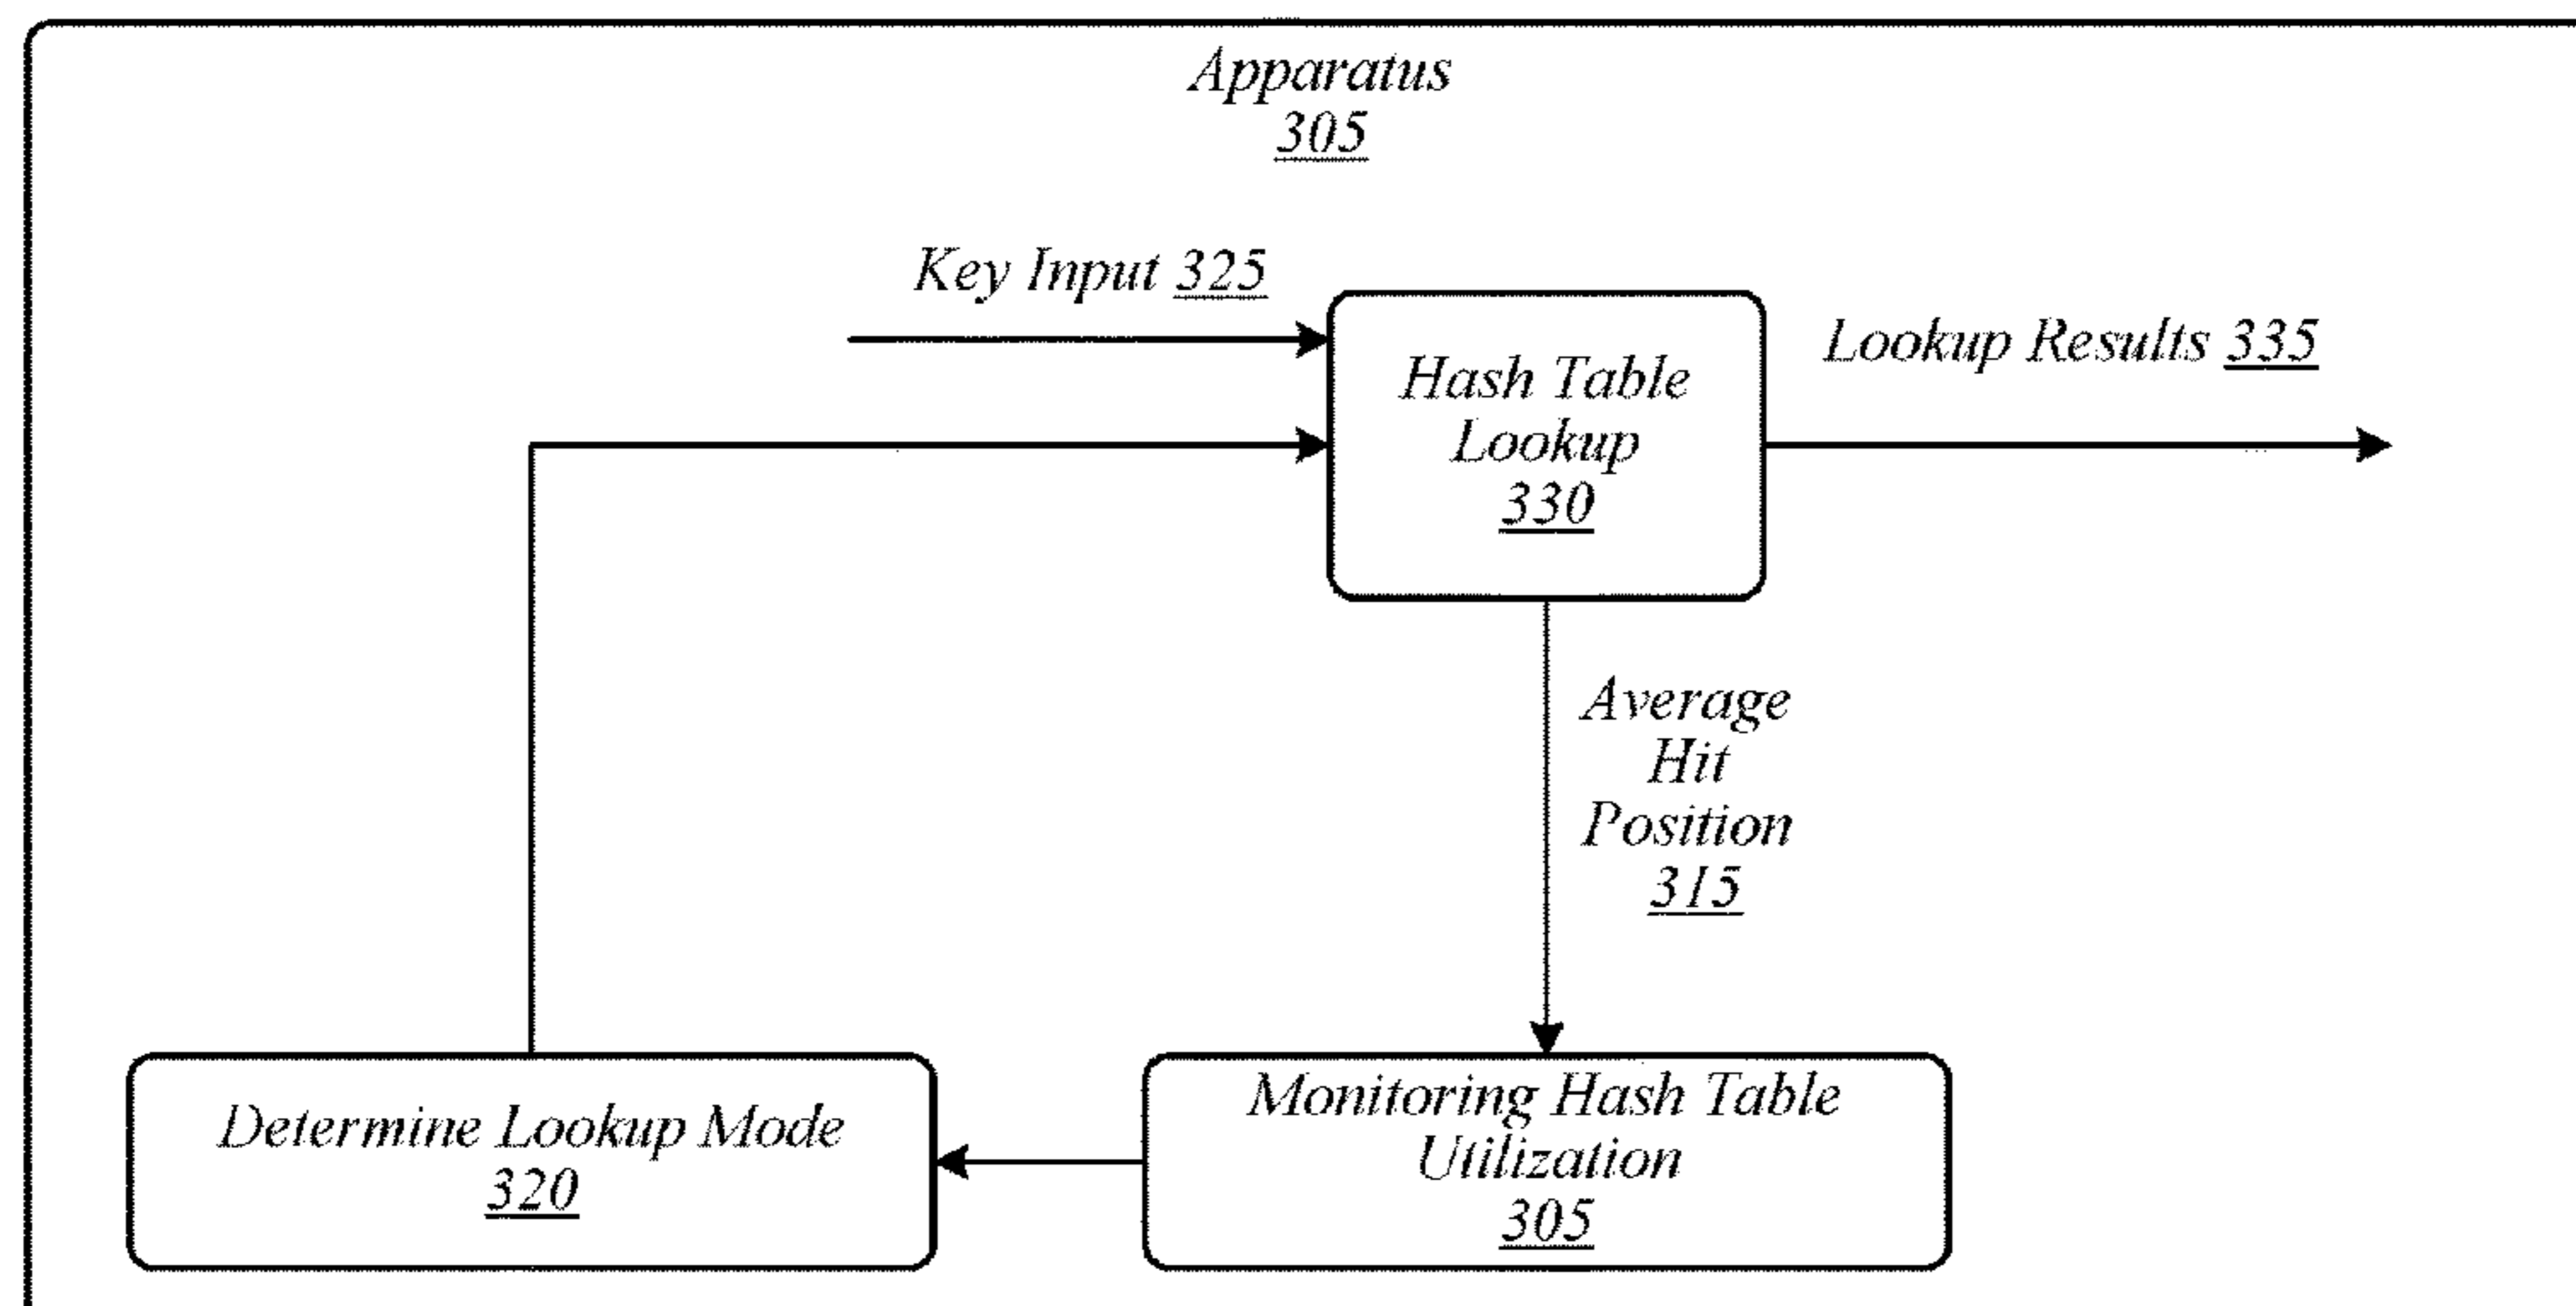 Apparatus
305
Key Input 325
Hash Table
Lookup
330
Lookup Results 335
Average
Hit
Position
315
Determine Lookup Mode
320
Monitoring Hash Table
Utilization
305